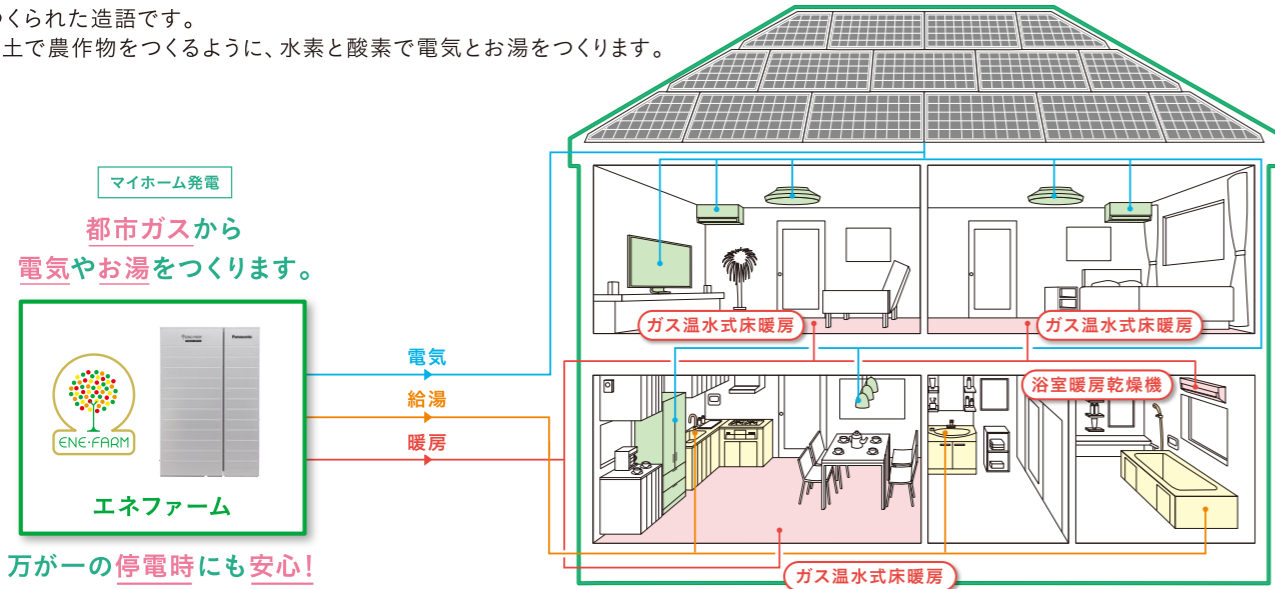 つくられた造語です。
土で農作物をつくるように、水素と酸素で電気とお湯をつくります。
マイホーム発電
都市ガスから
電気やお湯をつくります。
ENE・FARM
Panasonic
エネファーム
万が一の停電時にも安心!
電気
給湯
暖房
ガス温水式床暖房
ガス温水式床暖房
浴室暖房乾燥機
ガス温水式床暖房